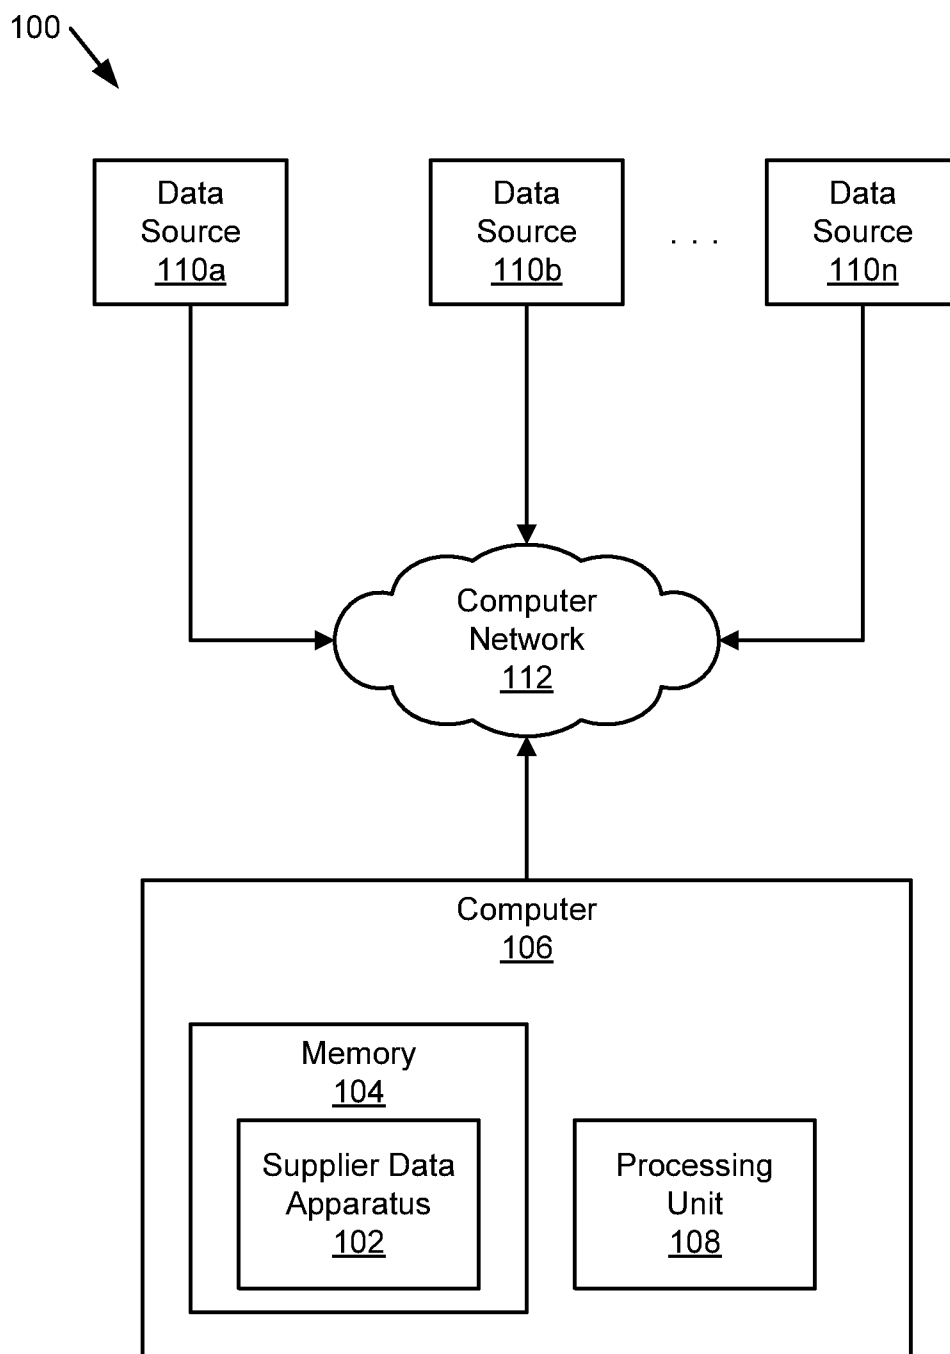 100
Data
Source
110a
Data
Source
110b
. . .
Data
Source
110n
Computer
Network
112
Computer
106
Memory
104
Supplier Data
Apparatus
102
Processing
Unit
108